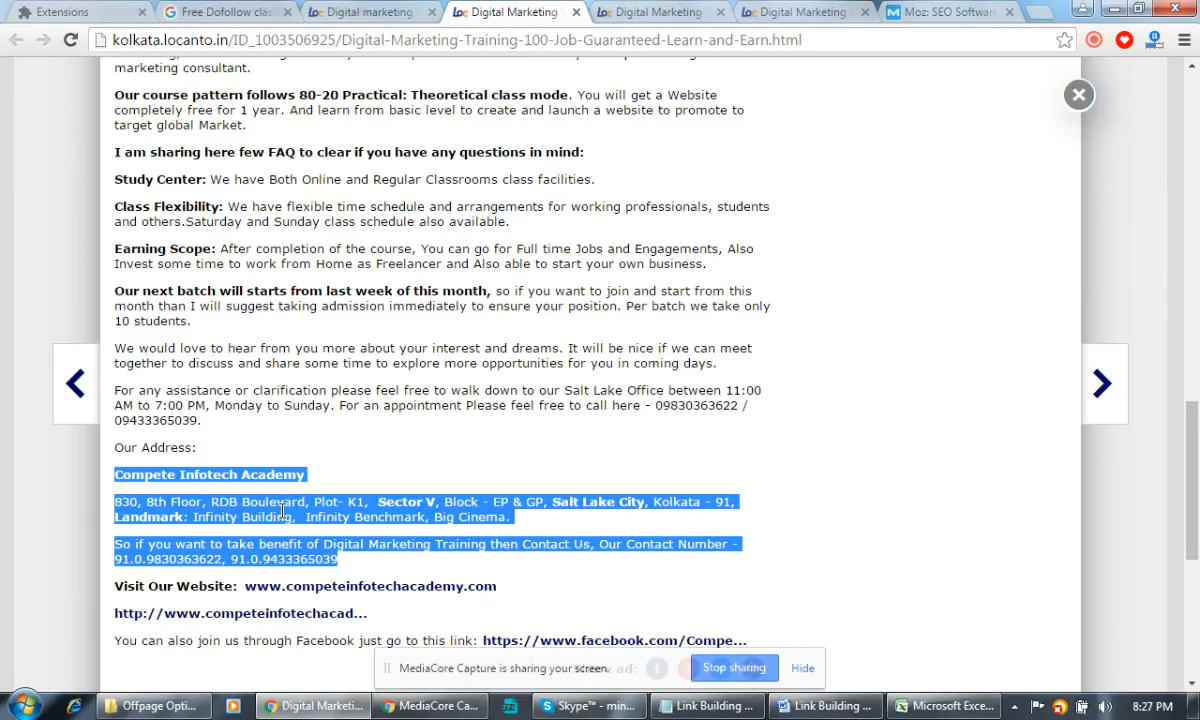 Extensions
Free Dofollow clas
Digital marketing
Digital Marketing
Digital Marketing
Digital Marketing
Moz: SEO Software
kolkata.locanto.in/ID_1003506925/Digital-Marketing-Training-100-Job-Guaranteed-Learn-and-Earn.html
marketing consultant.
Our course pattern follows 80-20 Practical: Theoretical class mode. You will get a Website
completely free for 1 year. And learn from basic level to create and launch a website to promote to
target global Market.
I am sharing here few FAQ to clear if you have any questions in mind:
Study Center: We have Both Online and Regular Classrooms class facilities.
Class Flexibility: We have flexible time schedule and arrangements for working professionals, students
and others.Saturday and Sunday class schedule also available.
Earning Scope: After completion of the course, You can go for Full time Jobs and Engagements, Also
Invest some time to work from Home as Freelancer and Also able to start your own business.
Our next batch will starts from last week of this month, so if you want to join and start from this
month than I will suggest taking admission immediately to ensure your position. Per batch we take only
10 students.
We would love to hear from you more about your interest and dreams. It will be nice if we can meet
together to discuss and share some time to explore more opportunities for you in coming days.
For any assistance or clarification please feel free to walk down to our Salt Lake Office between 11:00
AM to 7:00 PM, Monday to Sunday. For an appointment Please feel free to call here - 09830363622 /
09433365039.
Our Address:
Compete Infotech Academy
830, 8th Floor, RDB Boulevard, Plot- K1, Sector V, Block - EP & GP, Salt Lake City, Kolkata - 91,
Landmark: Infinity Building, Infinity Benchmark, Big Cinema.
So if you want to take benefit of Digital Marketing Training then Contact Us, Our Contact Number -
91.0.9830363622, 91.0.9433365039
Visit Our Website: www.competeinfotechacademy.com
http://www.competeinfotechacad...
You can also join us through Facebook just go to this link: https://www.facebook.com/Compe...
MediaCore Capture is sharing your screen.
ad:
Stop sharing
Hide
Offpage Opti...
Digital Marketi...
MediaCore Ca...
Skype™ - min...
Link Building ...
Link Building ...
Microsoft Exce...
8:27 PM